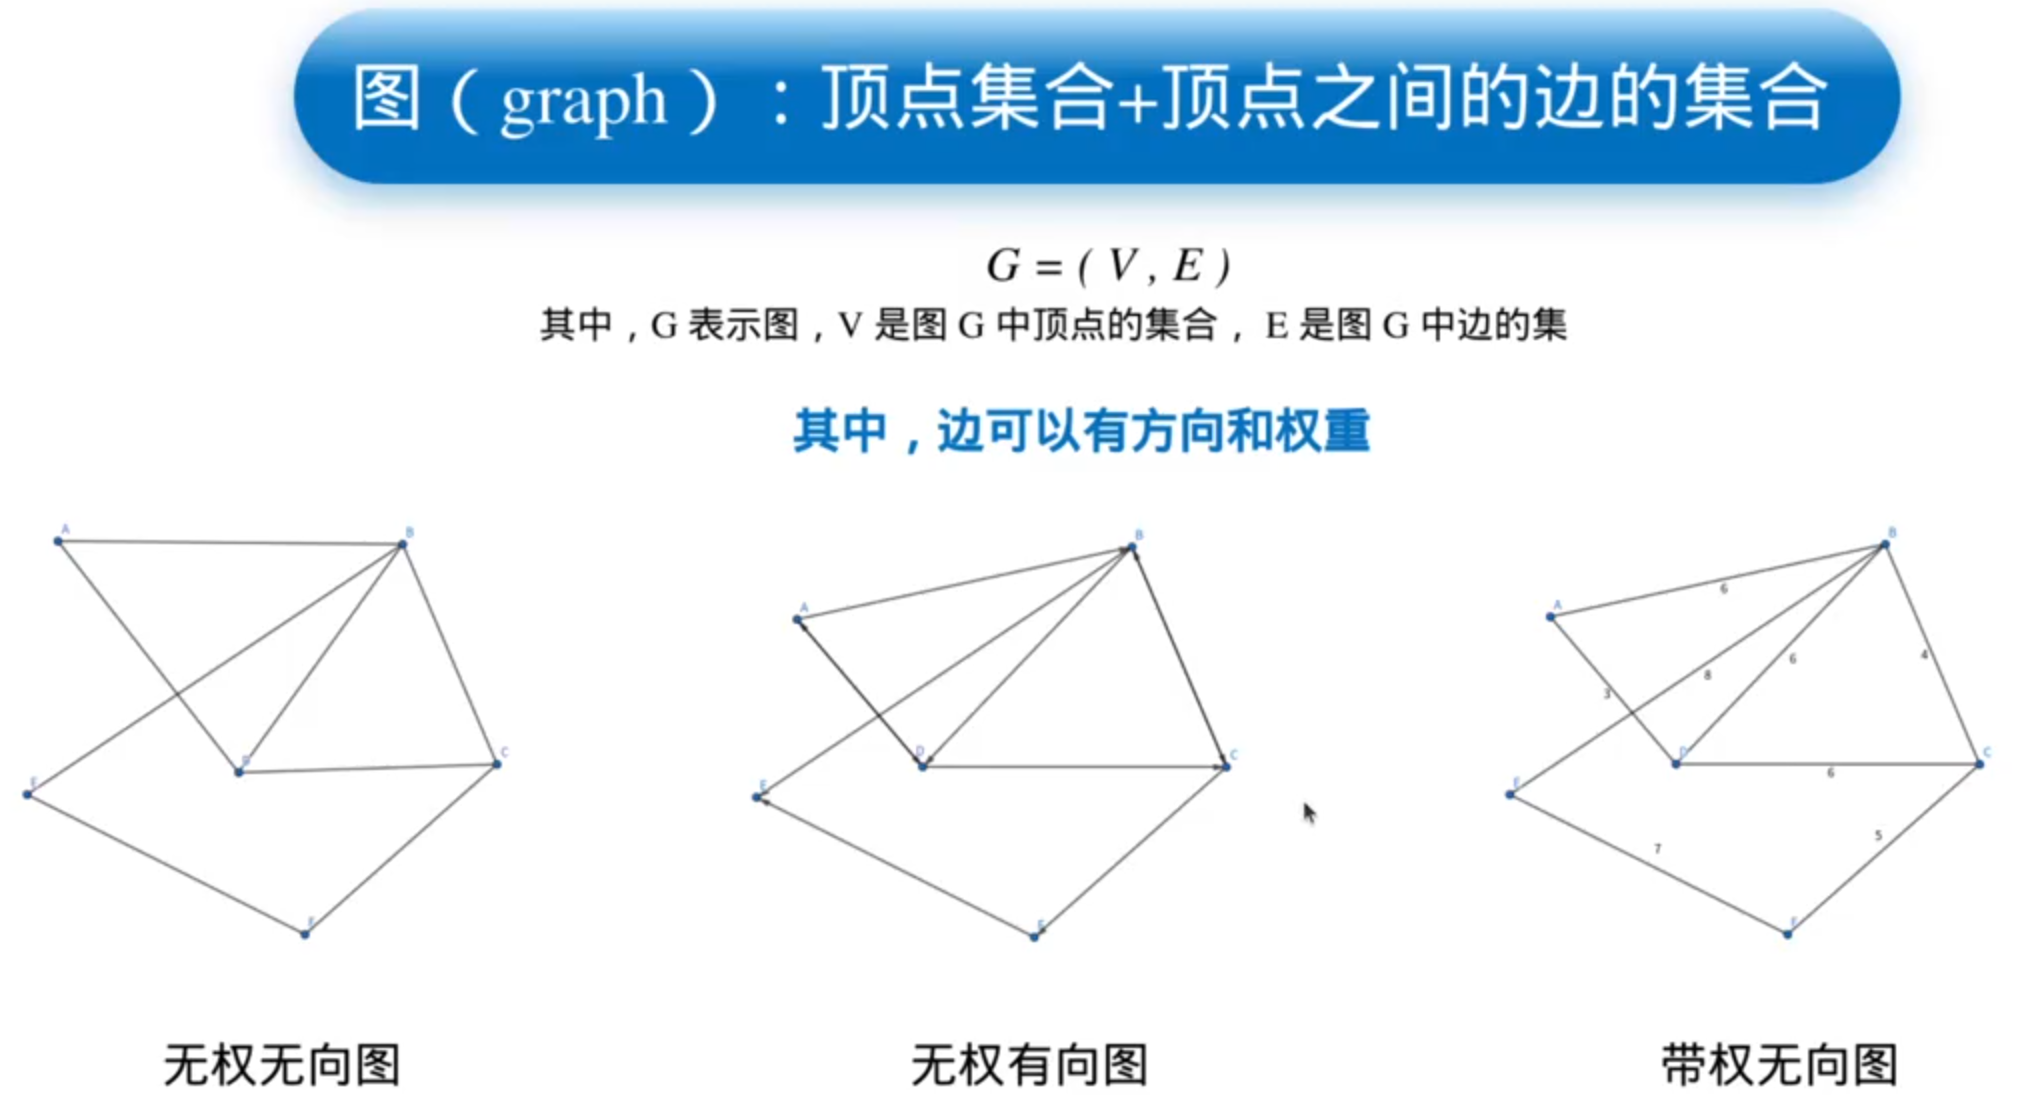 图（graph）：顶点集合+顶点之间的边的集合
G = ( V , E )
其中，G 表示图，V 是图 G 中顶点的集合， E 是图 G 中边的集
其中，边可以有方向和权重
A
B
C
F
A
B
D
C
E
A
B
6
3
8
6
4
D
C
6
7
5
F
无权无向图
无权有向图
带权无向图